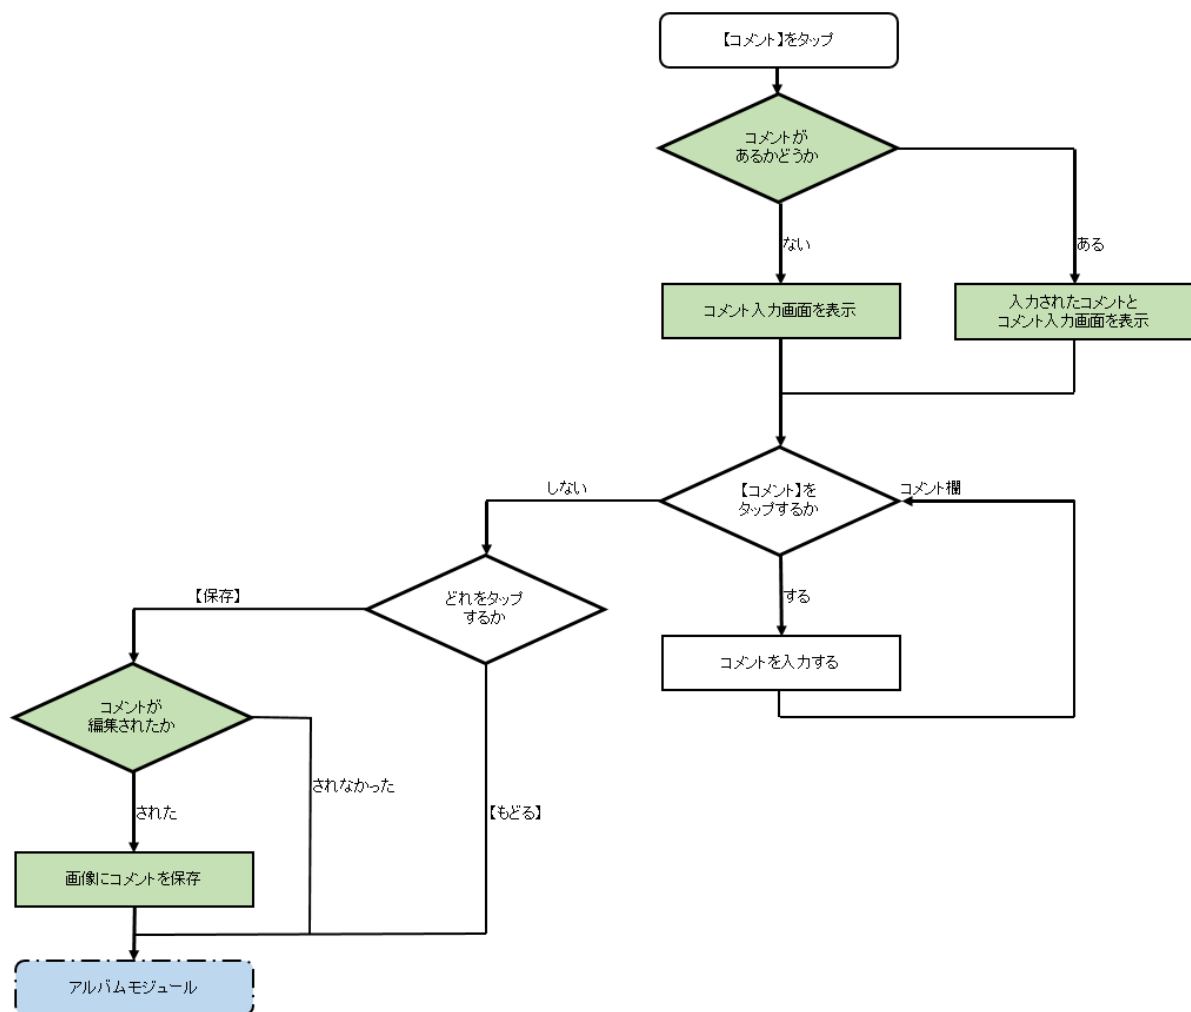 【コメント】をタップ
コメントが
あるかどうか
ない
ある
コメント入力画面を表示
入力されたコメントと
コメント入力画面を表示
しない
【コメント】を
タップするか
コメント欄
【保存】
どれをタップ
するか
する
コメントを入力する
コメントが
編集されたか
されなかった
された
【もどる】
画像にコメントを保存
アルバムモジュール